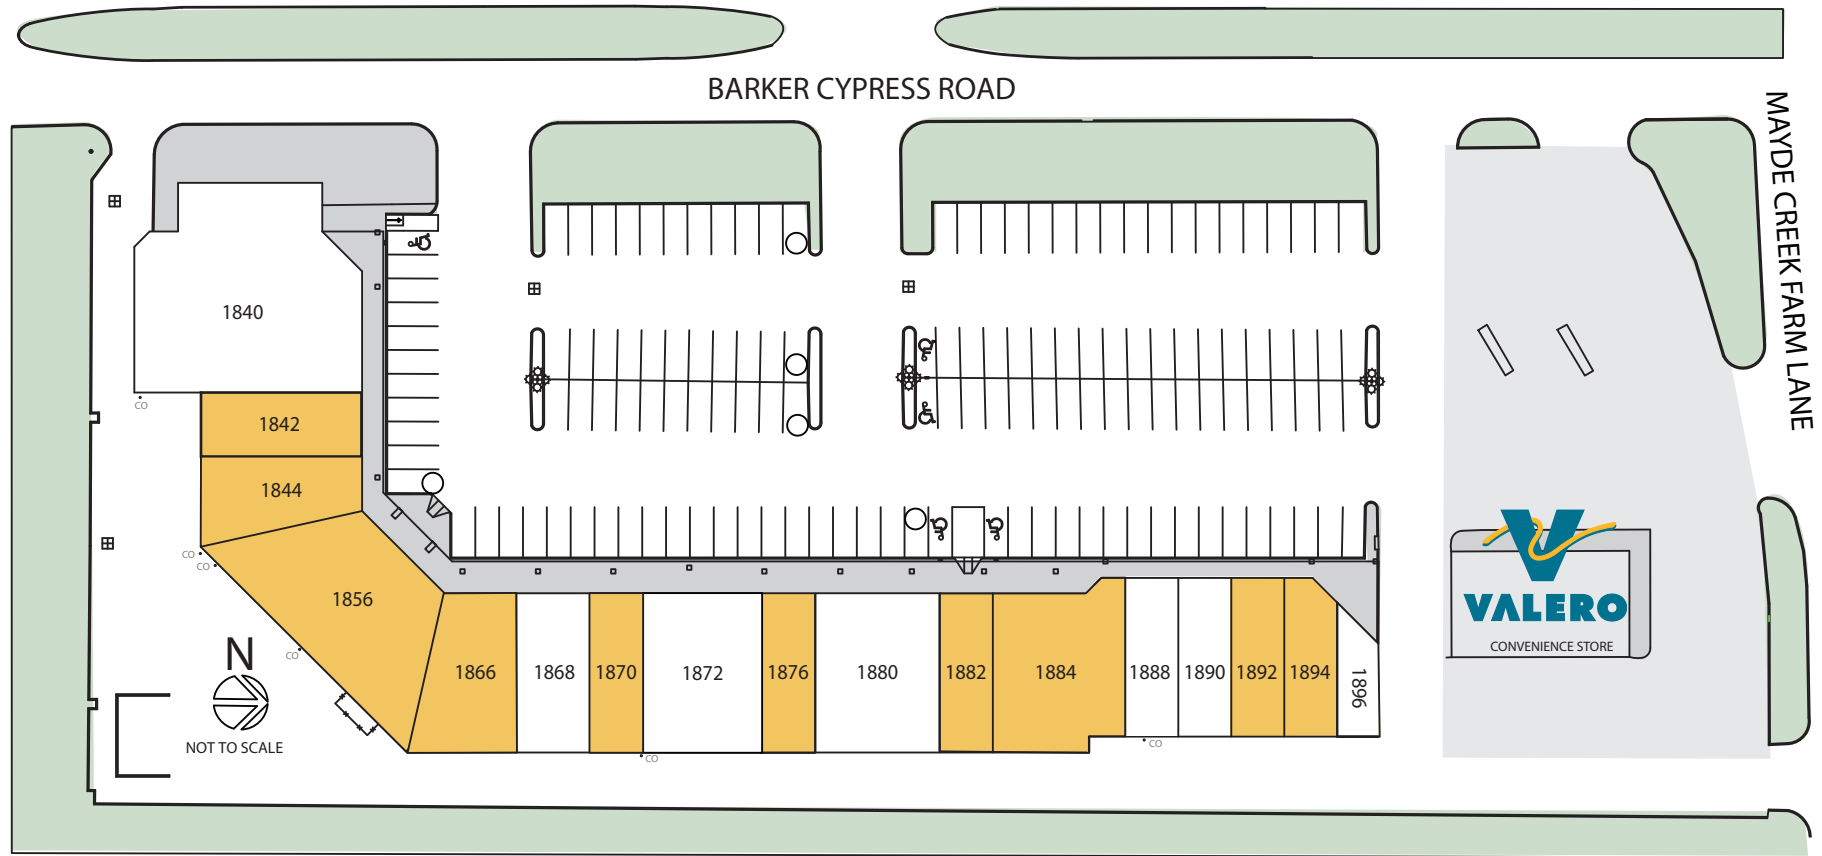 BARKER CYPRESS ROAD
MAYDE CREEK FARM LANE
1840
CO
1842
1844
CO
CO
1856
CO
N
NOT TO SCALE
1866
1868
1870
1872
1876
1880
1882
1884
1888
1890
1892
1894
1896
CO
CO
VALERO
CONVENIENCE STORE